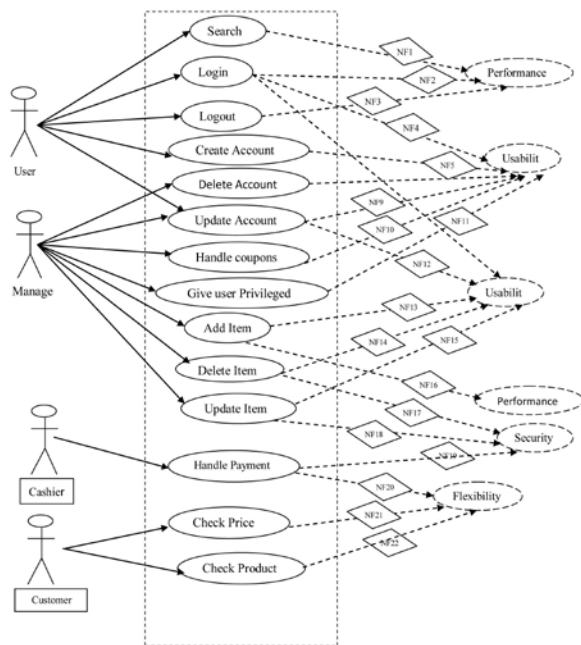 Search
NF1
Login
NF2
Performance
Logout
NF3
NF4
User
Create Account
NF5
Usabilit
Delete Account
Update Account
NF9
NF10
NF11
Manage
Handle coupons
NF12
Give user Privileged
Usabilit
Add Item
NF13
NF14
NF15
Delete Item
NF16
Performance
Update Item
NF17
NF18
Security
Handle Payment
NF19
Cashier
NF20
Flexibility
Check Price
NF21
NF22
Check Product
Customer